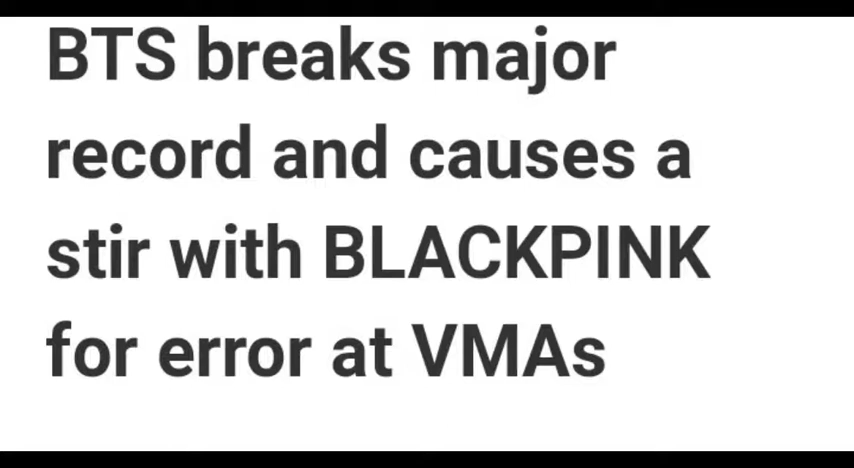 BTS breaks major
record and causes a
stir with BLACKPINK
for error at VMAs